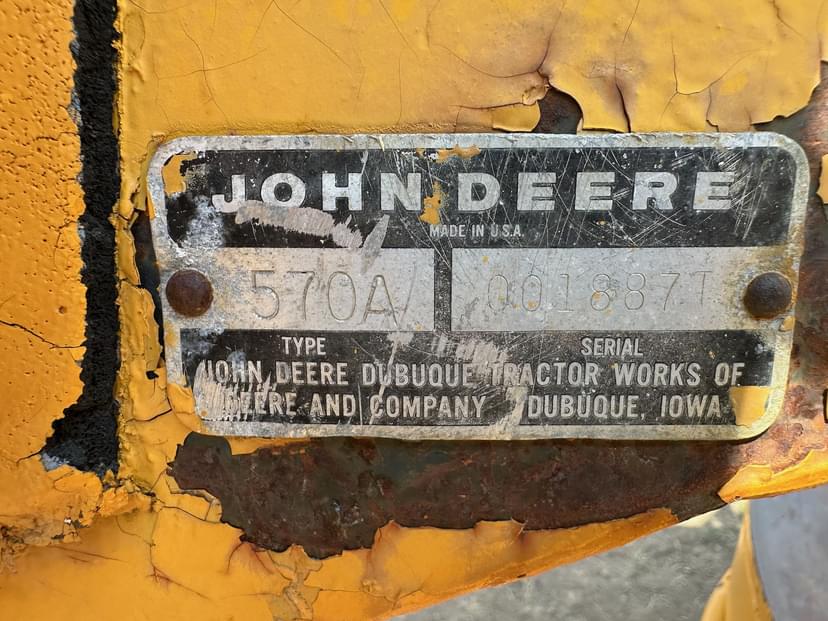 JOHN DEERE
MADE IN U.S.A.
570A 001887T
TYPE SERIAL
JOHN DEERE DUBUQUE TRACTOR WORKS OF
DEERE AND COMPANY DUBUQUE, IOWA